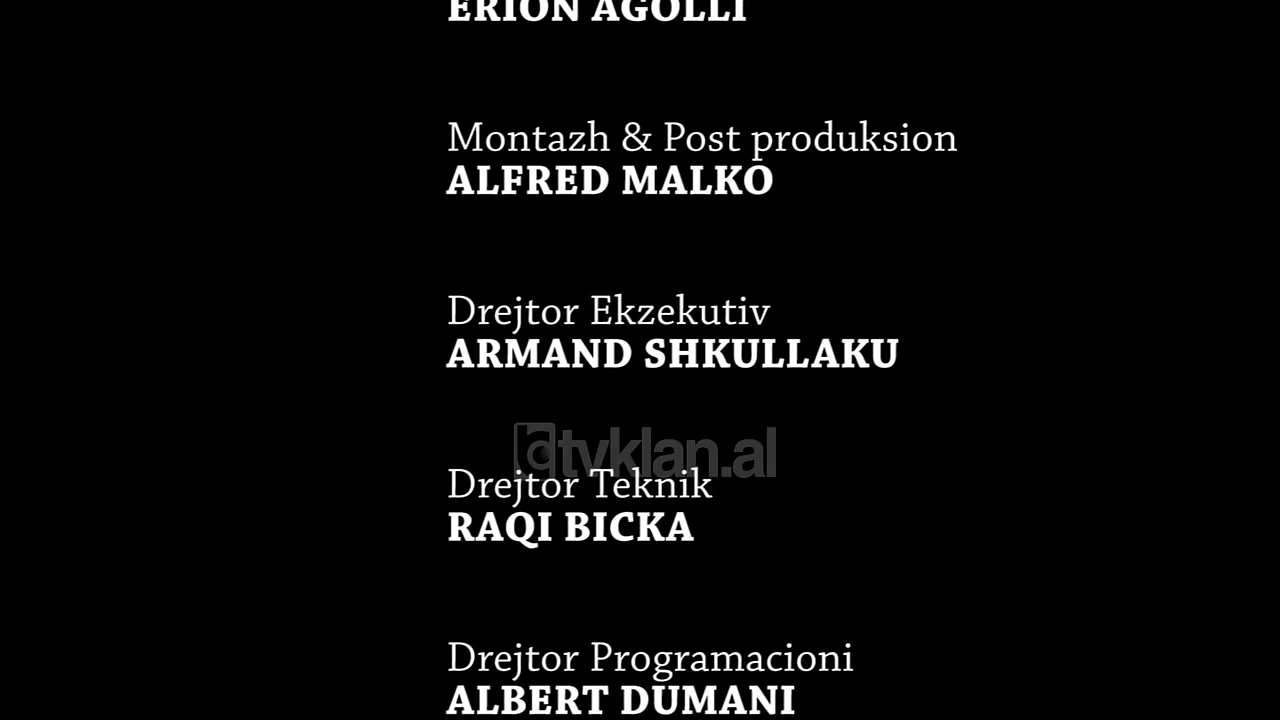 ERION AGOLLI
Montazh & Post produksion
ALFRED MALKO
Drejtor Ekzekutiv
ARMAND SHKULLAKU
tvklan.al
Drejtor Teknik
RAQI BICKA
Drejtor Programacioni
ALBERT DUMANI